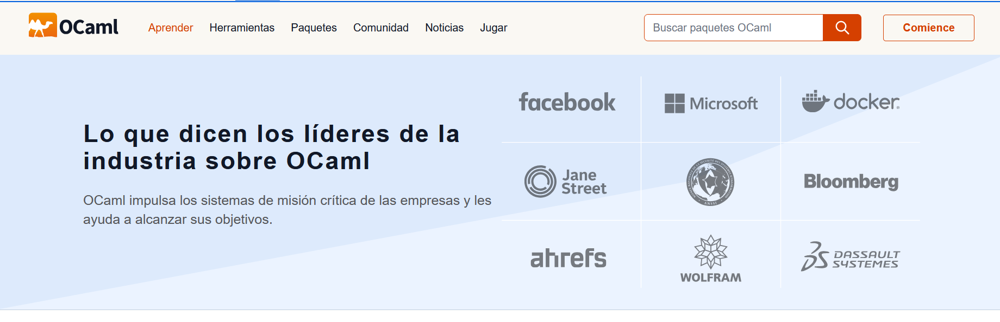 OCaml
Aprender
Herramientas
Paquetes
Comunidad
Noticias
Jugar
Buscar paquetes OCaml
Comience
Lo que dicen los líderes de la
industria sobre OCaml
OCaml impulsa los sistemas de misión crítica de las empresas y les
ayuda a alcanzar sus objetivos.
facebook
Microsoft
docker
Jane
Street
ANSSI
Bloomberg
ahrefs
WOLFRAM
DASSAULT
SYSTEMES